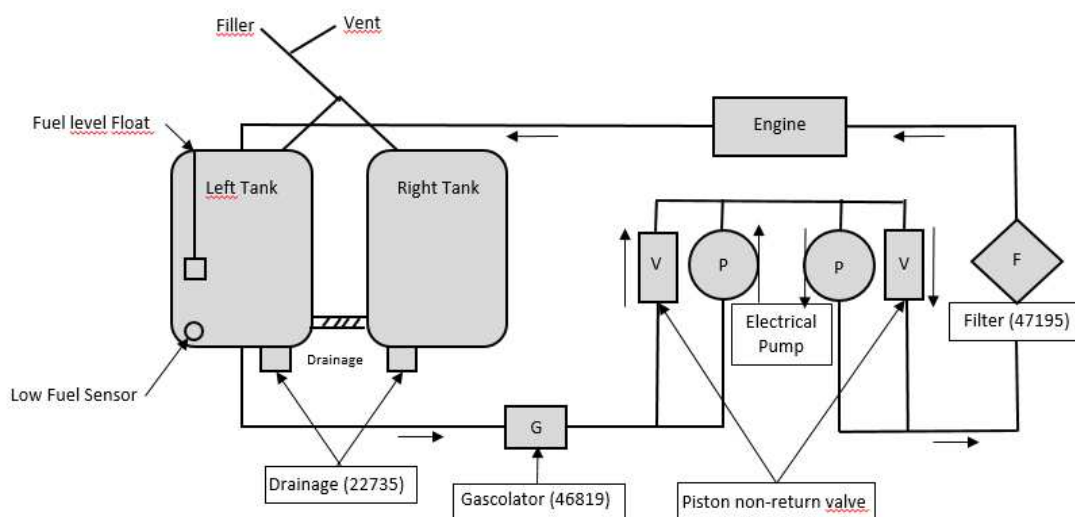 Filler
Vent
Fuel level Float
Engine
Left Tank
Right Tank
V
P
P
V
F
Electrical
Pump
Filter (47195)
Drainage
Low Fuel Sensor
G
Drainage (22735)
Gascolator (46819)
Piston non-return valve